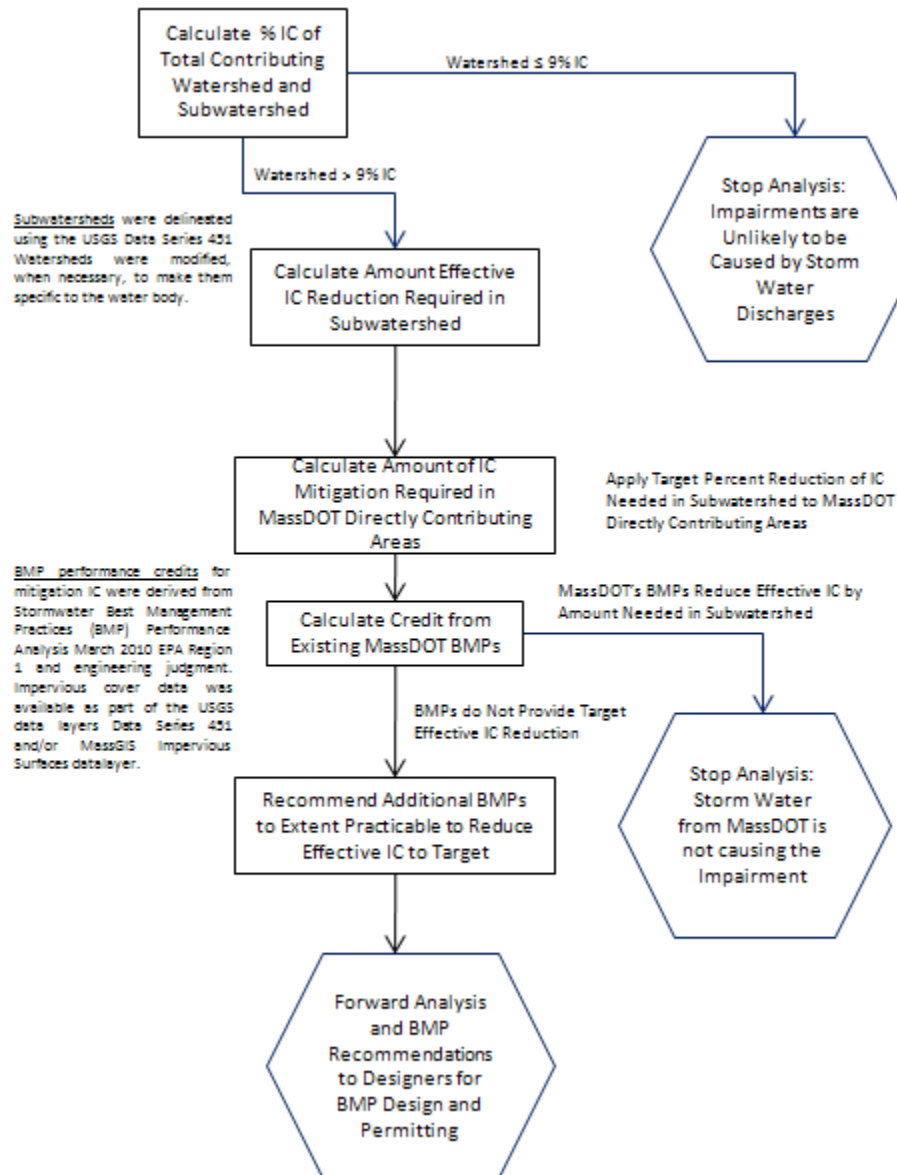 Calculate % IC of
Total Contributing
Watershed and
Subwatershed
Watershed ≤ 9% IC
Watershed > 9% IC
Stop Analysis:
Impairments are
Unlikely to be
Caused by Storm
Water
Discharges
Subwatersheds were delineated
using the USGS Data Series 451
Watersheds were modified,
when necessary, to make them
specific to the water body.
Calculate Amount Effective
IC Reduction Required in
Subwatershed
Calculate Amount of IC
Mitigation Required in
MassDOT Directly Contributing
Areas
Apply Target Percent Reduction of IC
Needed in Subwatershed to MassDOT
Directly Contributing Areas
BMP performance credits for
mitigation IC were derived from
Stormwater Best Management
Practices (BMP) Performance
Analysis March 2010 EPA Region
1 and engineering judgment.
Impervious cover data was
available as part of the USGS
data layers Data Series 451
and/or MassGIS Impervious
Surfaces datalayer.
Calculate Credit from
Existing MassDOT BMPs
MassDOT's BMPs Reduce Effective IC by
Amount Needed in Subwatershed
BMPs do Not Provide Target
Effective IC Reduction
Stop Analysis:
Storm Water
from MassDOT is
not causing the
Impairment
Recommend Additional BMPs
to Extent Practicable to Reduce
Effective IC to Target
Forward Analysis
and BMP
Recommendations
to Designers for
BMP Design and
Permitting